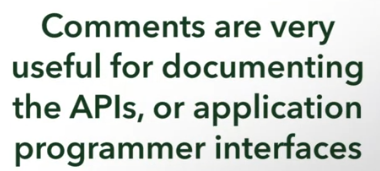 Comments are very
useful for documenting
the APIs, or application
programmer interfaces